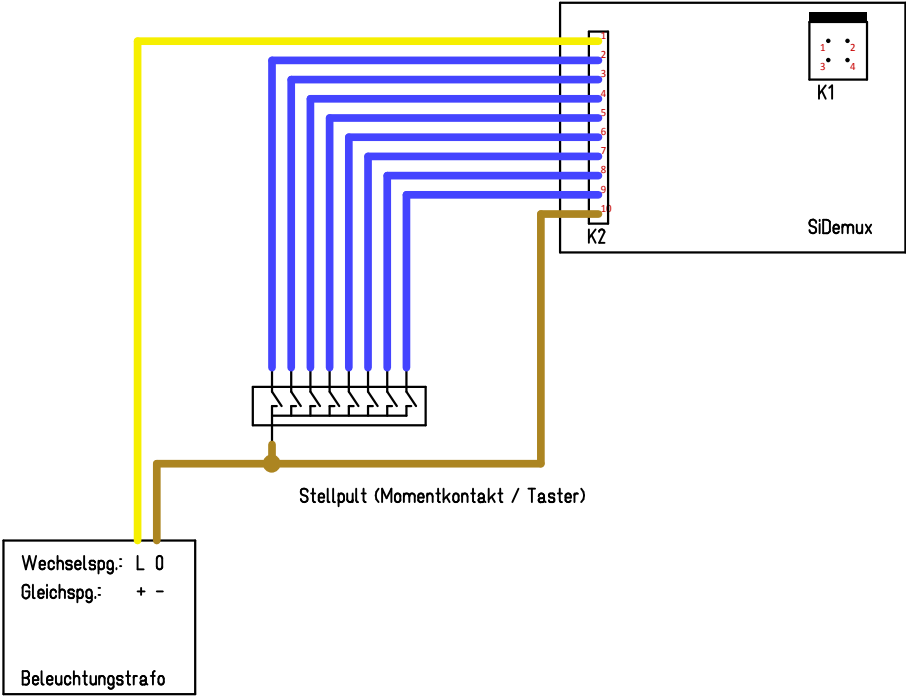 1
2
3
4
5
6
7
8
9
10
K2
1 2
3 4
K1
SiDemux
Stellpult (Momentkontakt / Taster)
Wechselspg.: L 0
Gleichspg.: + -
Beleuchtungstrafo